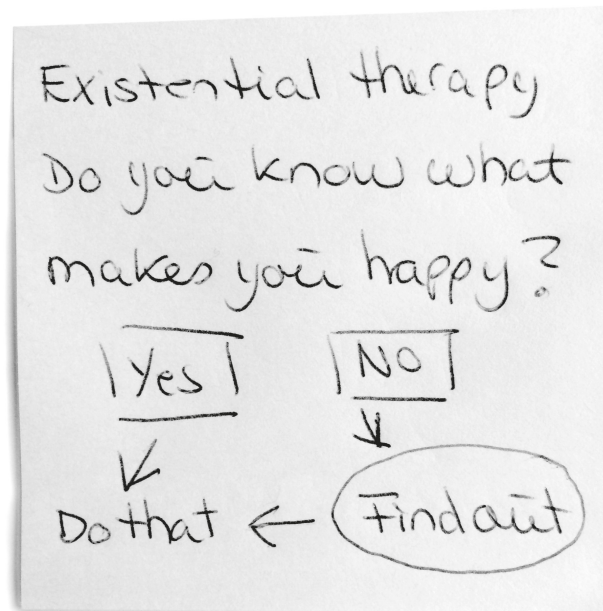 Existential therapy
Do you know what
makes you happy?
Yes
NO
Do that
Find out